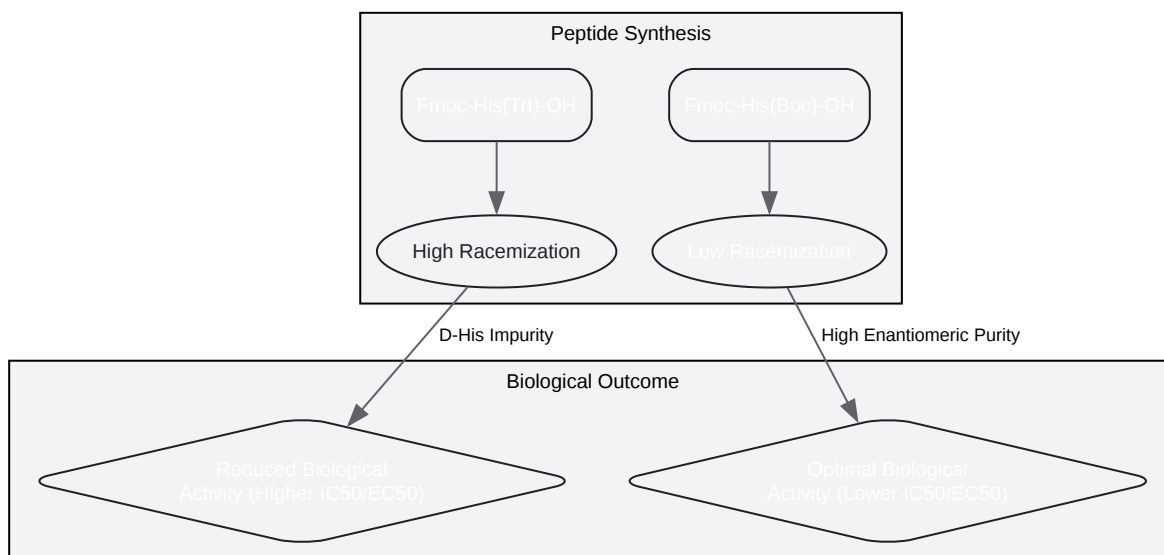 Peptide Synthesis
Fmoc-His(Trt)-OH
Fmoc-His(Boc)-OH
High Racemization
Low Racemization
D-His Impurity
High Enantiomeric Purity
Biological Outcome
Reduced Biological
Activity (Higher IC50/EC50)
Optimal Biological
Activity (Lower IC50/EC50)